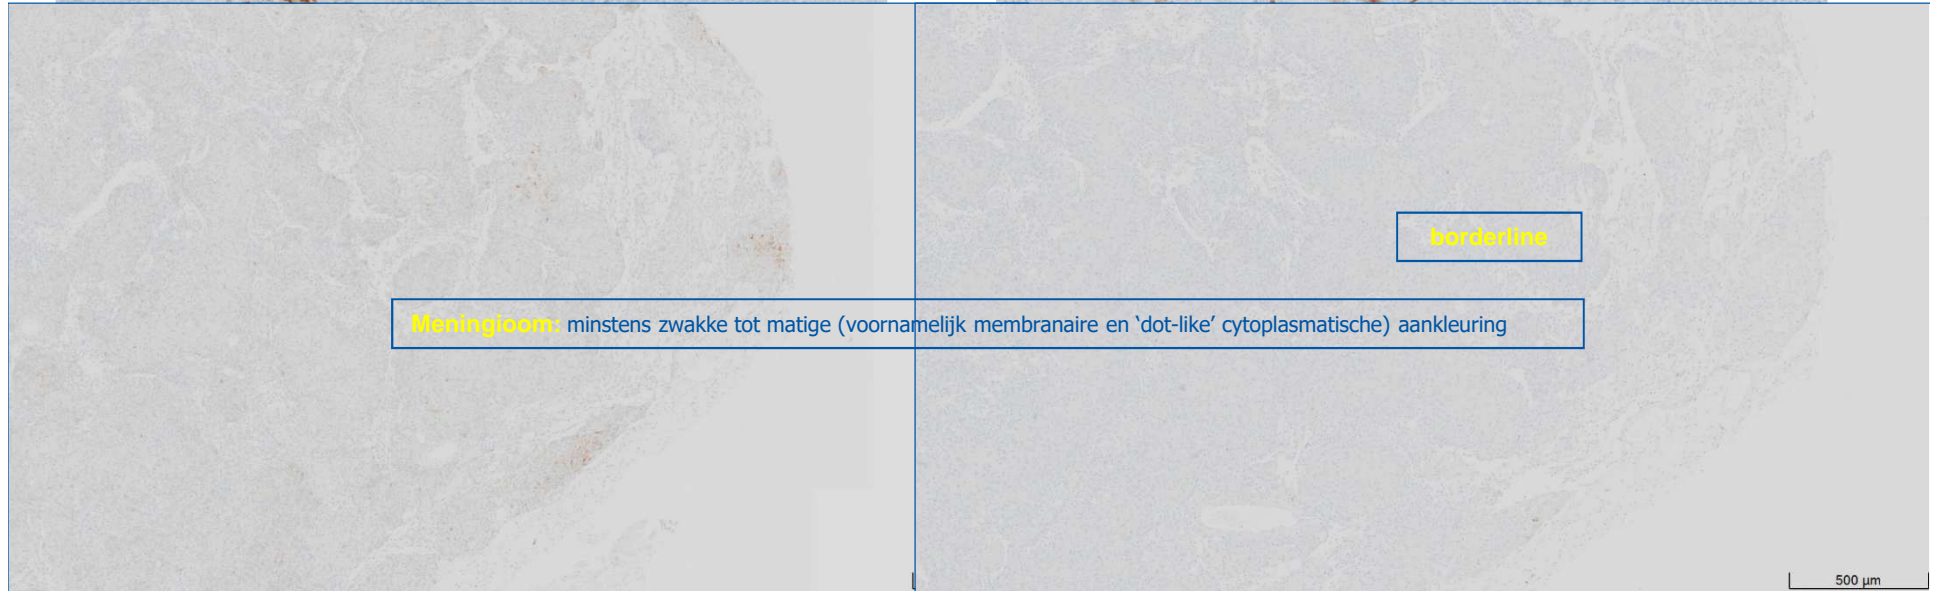 borderline
Meningioom: minstens zwakke tot matige (voornamelijk membranaire en ‘dot-like’ cytoplasmatische) aankleuring
500 µm